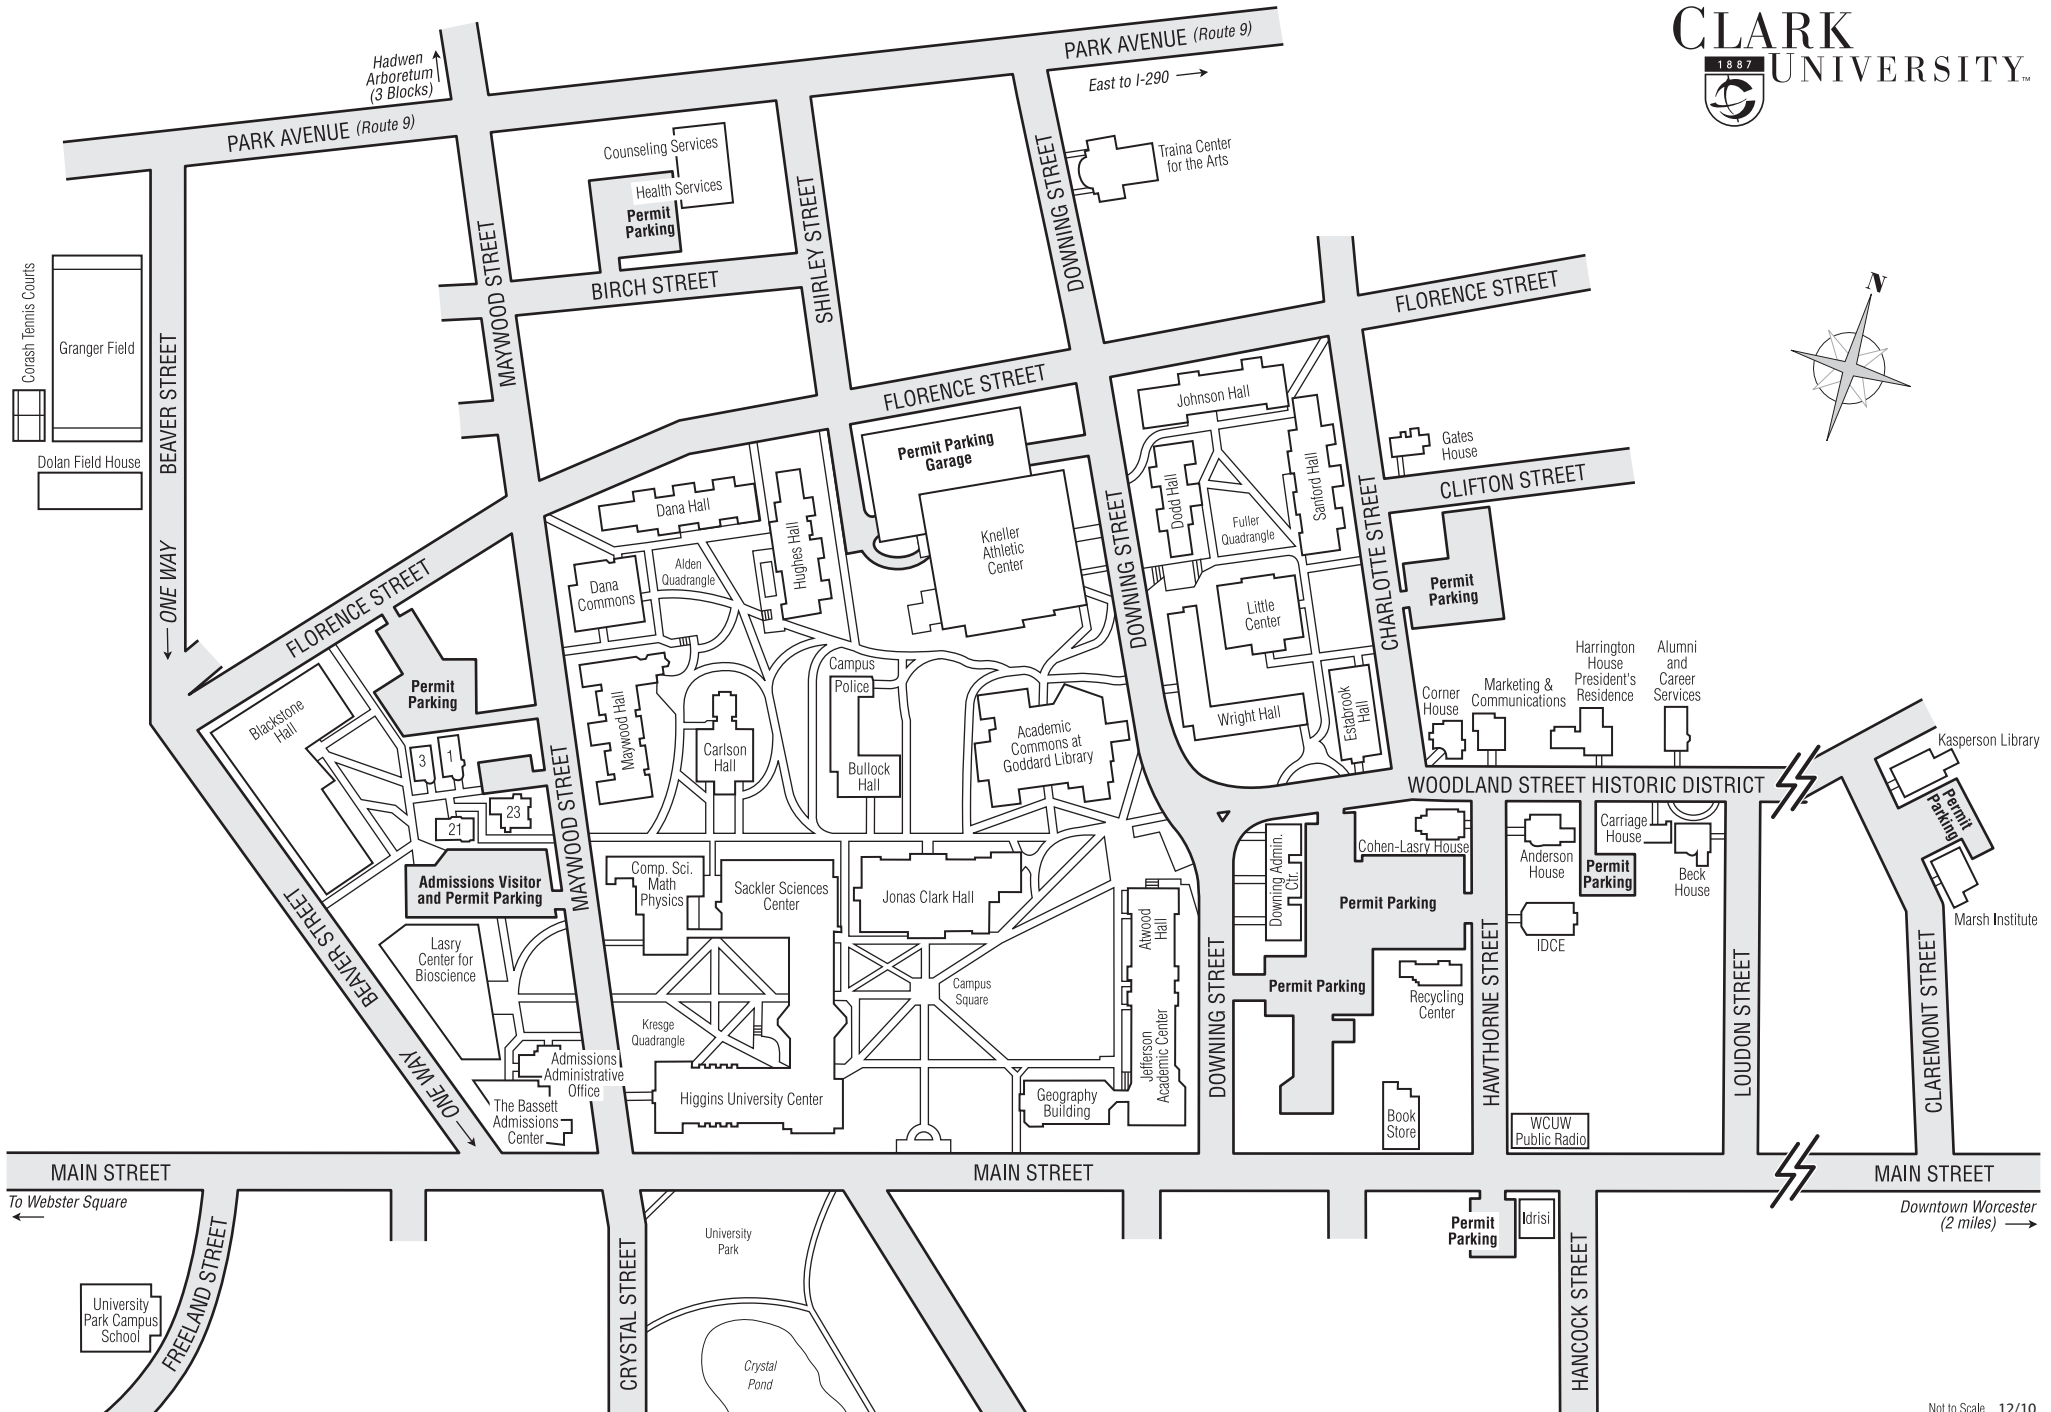 CLARK
1887
UNIVERSITY™
Hadwen
Arboretum
(3 Blocks)
PARK AVENUE (Route 9)
PARK AVENUE (Route 9)
East to I-290
Counseling Services
Health Services
Permit
Parking
Traina Center
for the Arts
MAYWOOD STREET
SHIRLEY STREET
DOWNING STREET
BIRCH STREET
FLORENCE STREET
N
Corash Tennis Courts
Granger Field
Dolan Field House
BEAVER STREET
ONE WAY
FLORENCE STREET
Johnson Hall
Gates
House
CLIFTON STREET
Permit Parking
Garage
Kneller
Athletic
Center
Dana Hall
Hughes Hall
Alden
Quadrangle
Dana
Commons
Dodd Hall
Sanford Hall
Fuller
Quadrangle
DOWNING STREET
CHARLOTTE STREET
Permit
Parking
Little
Center
Wright Hall
Estabrook
Hall
FLORENCE STREET
Permit
Parking
Blackstone
Hall
3
1
21
23
Maywood Hall
MAYWOOD STREET
Carlson
Hall
Campus
Police
Bullock
Hall
Academic
Commons at
Goddard Library
Corner
House
Marketing &
Communications
Harrington
House
President's
Residence
Alumni
and
Career
Services
Kasperson Library
WOODLAND STREET HISTORIC DISTRICT
Permit
Parking
Marsh Institute
Admissions Visitor
and Permit Parking
Comp. Sci.
Math
Physics
Sackler Sciences
Center
Jonas Clark Hall
Atwood
Hall
Downing Admin.
Ctr.
Cohen-Lasry House
Permit Parking
Anderson
House
Carriage
House
Permit
Parking
Beck
House
IDCE
BEAVER STREET
ONE WAY
Lasry
Center for
Bioscience
Kresge
Quadrangle
Campus
Square
Jefferson
Academic Center
DOWNING STREET
Permit Parking
Recycling
Center
HAWTHORNE STREET
LOUDON STREET
CLAREMONT STREET
Admissions
Administrative
Office
The Bassett
Admissions
Center
Higgins University Center
Geography
Building
Book
Store
WCUW
Public Radio
MAIN STREET
MAIN STREET
MAIN STREET
To Webster Square
Downtown Worcester
(2 miles)
Permit
Parking
Idrisi
University
Park
University
Park Campus
School
FREELAND STREET
CRYSTAL STREET
HANCOCK STREET
Crystal
Pond
Not to Scale 12/10